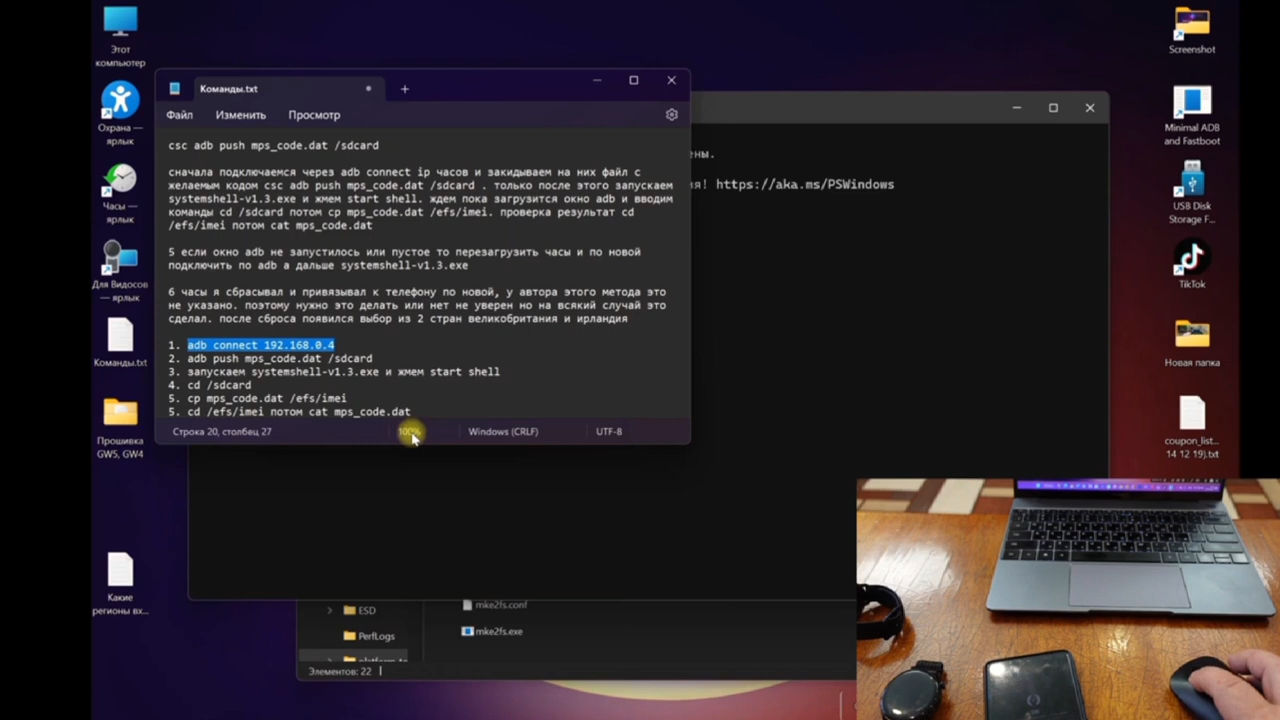 Этот
компьютер
Охрана —
ярлык
Часы —
ярлык
Для Видосов
— ярлык
Команды.txt
Прошивка
GW5, GW4
Какие
регионы вх...
Команды.txt
Файл
Изменить
Просмотр
csc adb push mps_code.dat /sdcard
сначала подключаемся через adb connect ip часов и закидываем на них файл с
желаемым кодом csc adb push mps_code.dat /sdcard . только после этого запускаем
systemshell-v1.3.exe и жмем start shell. ждем пока загрузится окно adb и вводим
команды cd /sdcard потом cp mps_code.dat /efs/imei. проверка результат cd
/efs/imei потом cat mps_code.dat
5 если окно adb не запустилось или пустое то перезагрузить часы и по новой
подключить по adb а дальше systemshell-v1.3.exe
6 часы я сбрасывал и привязывал к телефону по новой, у автора этого метода это
не указано. поэтому нужно это делать или нет не уверен но на всякий случай это
сделал. после сброса появился выбор из 2 стран великобритания и ирландия
1. adb connect 192.168.0.4
2. adb push mps_code.dat /sdcard
3. запускаем systemshell-v1.3.exe и жмем start shell
4. cd /sdcard
5. cp mps_code.dat /efs/imei
5. cd /efs/imei потом cat mps_code.dat
Строка 20, столбец 27
100%
Windows (CRLF)
UTF-8
ены.
я! https://aka.ms/PSWindows
ESD
PerfLogs
mke2fs.conf
mke2fs.exe
Элементов: 22
Screenshot
Minimal ADB
and Fastboot
USB Disk
Storage F...
TikTok
Новая папка
coupon_list...
14 12 19).txt